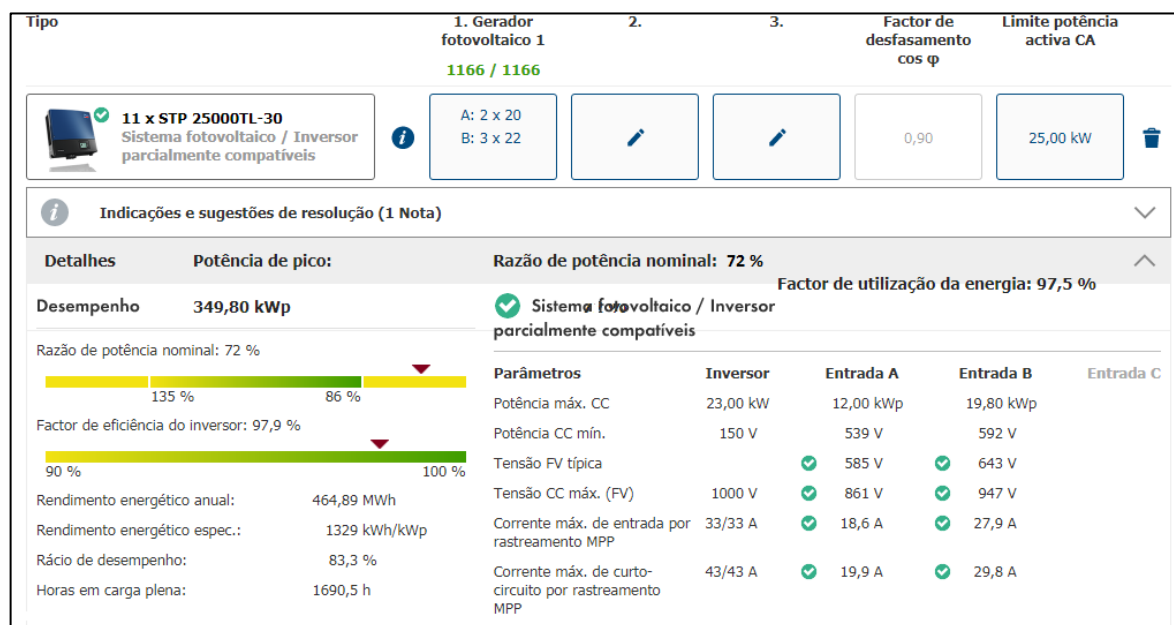 Tipo 1. Gerador fotovoltaico 1 2. 3. Factor de desfasamento cos φ Limite potência activa CA
1166 / 1166
11 x STP 25000TL-30
Sistema fotovoltaico / Inversor
parcialmente compatíveis
i
A: 2 x 20
B: 3 x 22
0,90
25,00 kW
i Indicações e sugestões de resolução (1 Nota)
Detalhes Potência de pico: Razão de potência nominal: 72 %
Factor de utilização da energia: 97,5 %
Desempenho 349,80 kWp
Sistema fotovoltaico / Inversor
parcialmente compatíveis
Razão de potência nominal: 72 %
135 % 86 %
Factor de eficiência do inversor: 97,9 %
90 % 100 %
Rendimento energético anual: 464,89 MWh
Rendimento energético espec.: 1329 kWh/kWp
Rácio de desempenho: 83,3 %
Horas em carga plena: 1690,5 h
Parâmetros Inversor Entrada A Entrada B Entrada C
Potência máx. CC 23,00 kW 12,00 kWp 19,80 kWp
Potência CC mín. 150 V 539 V 592 V
Tensão FV típica 585 V 643 V
Tensão CC máx. (FV) 1000 V 861 V 947 V
Corrente máx. de entrada por 33/33 A 18,6 A 27,9 A
rastreamento MPP
Corrente máx. de curto- 43/43 A 19,9 A 29,8 A
circuito por rastreamento
MPP